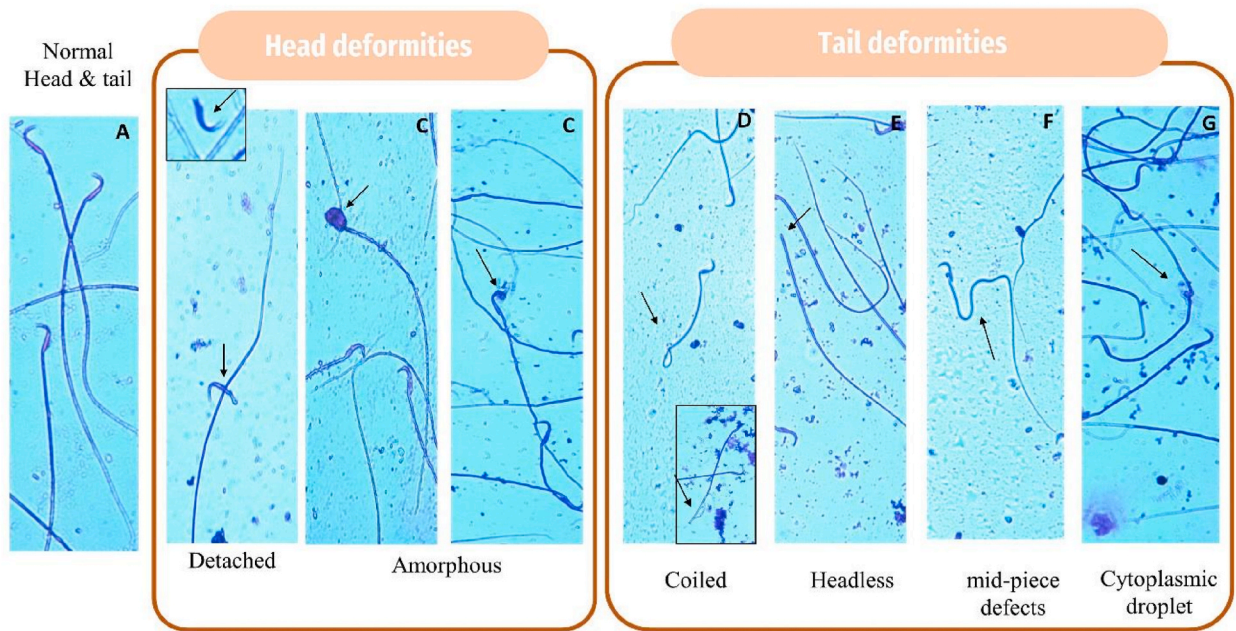 Normal
Head & tail
Head deformities
Tail deformities
A
C
C
D
E
F
G
Detached
Amorphous
Coiled
Headless
mid-piece
defects
Cytoplasmic
droplet